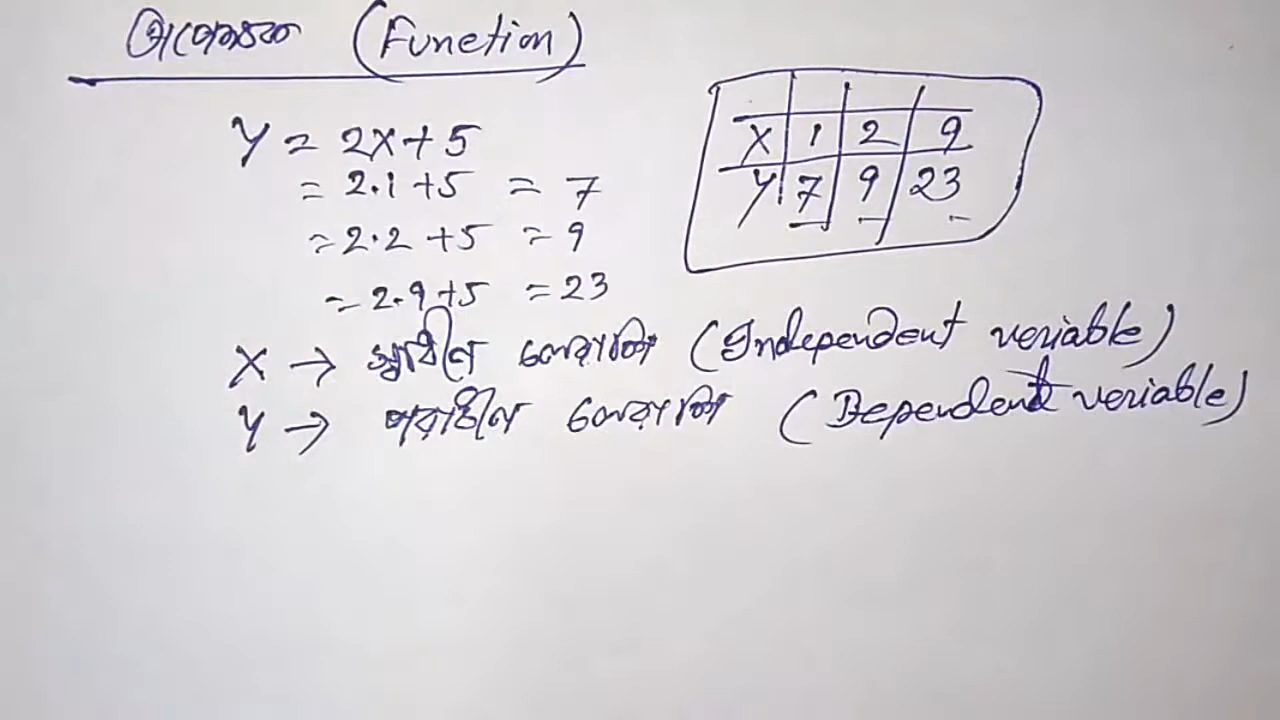 অপেক্ষক (Function)
Y = 2X+5
= 2.1 +5 = 7
= 2.2 +5 = 9
= 2.9+5 = 23
X 1 2 9
Y 7 9 23
X → স্বাধীন চলরাশি (Independent veriable)
Y → পরাধীন চলরাশি (Dependent veriable)